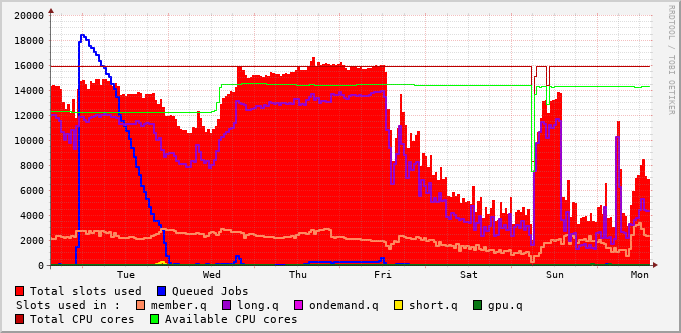 RRDTOOL / TOBI OETIKER
20000
18000
16000
14000
12000
10000
8000
6000
4000
2000
0
Tue Wed Thu Fri Sat Sun Mon
Total slots used Queued Jobs
Slots used in : member.q long.q ondemand.q short.q gpu.q
Total CPU cores Available CPU cores